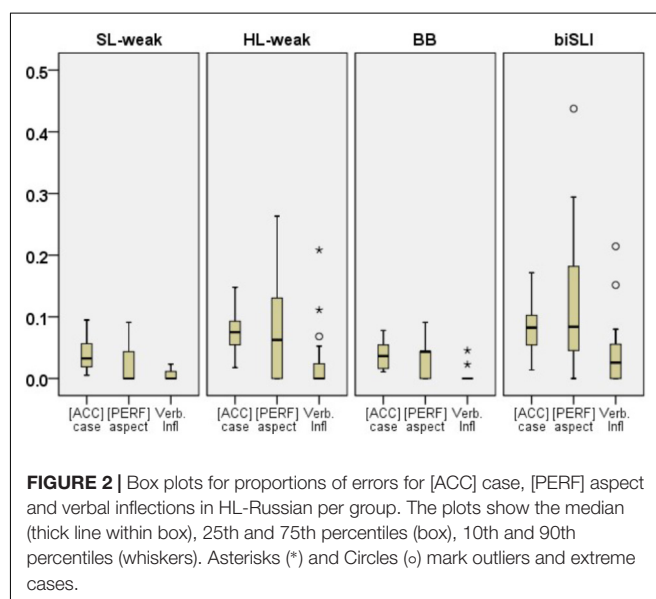 SL-weak HL-weak BB biSLI
0.5
0.4
0.3
0.2
0.1
0.0
[ACC] [PERF] Verb. [ACC] [PERF] Verb. [ACC] [PERF] Verb. [ACC] [PERF] Verb.
case aspect Infl case aspect Infl case aspect Infl case aspect Infl
FIGURE 2 | Box plots for proportions of errors for [ACC] case, [PERF] aspect
and verbal inflections in HL-Russian per group. The plots show the median
(thick line within box), 25th and 75th percentiles (box), 10th and 90th
percentiles (whiskers). Asterisks (*) and Circles (○) mark outliers and extreme
cases.